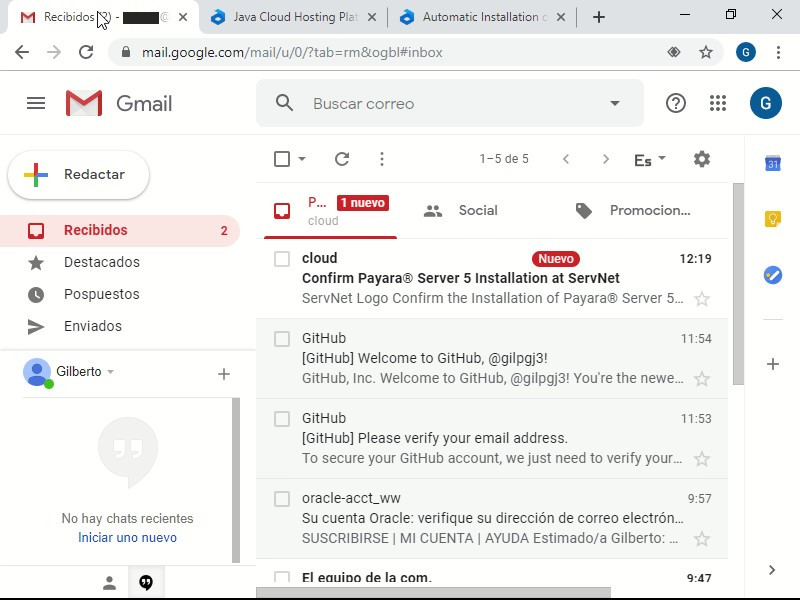 Recibidos (2) - @
Java Cloud Hosting Pla
Automatic Installation
mail.google.com/mail/u/0/?tab=rm&ogbl#inbox
G
Gmail
Buscar correo
G
Redactar
1–5 de 5
Es
31
P... 1 nuevo
cloud
Social
Promocion...
Recibidos 2
Destacados
Pospuestos
Enviados
Gilberto
No hay chats recientes
Iniciar uno nuevo
cloud Nuevo 12:19
Confirm Payara® Server 5 Installation at ServNet
ServNet Logo Confirm the Installation of Payara® Server 5...
GitHub 11:54
[GitHub] Welcome to GitHub, @gilpgj3!
GitHub, Inc. Welcome to GitHub, @gilpgj3! You're the newe...
GitHub 11:53
[GitHub] Please verify your email address.
To secure your GitHub account, we just need to verify your...
oracle-acct_ww 9:57
Su cuenta Oracle: verifique su dirección de correo electrón...
SUSCRIBIRSE | MI CUENTA | AYUDA Estimado/a Gilberto: ...
El equipo de la com. 9:47